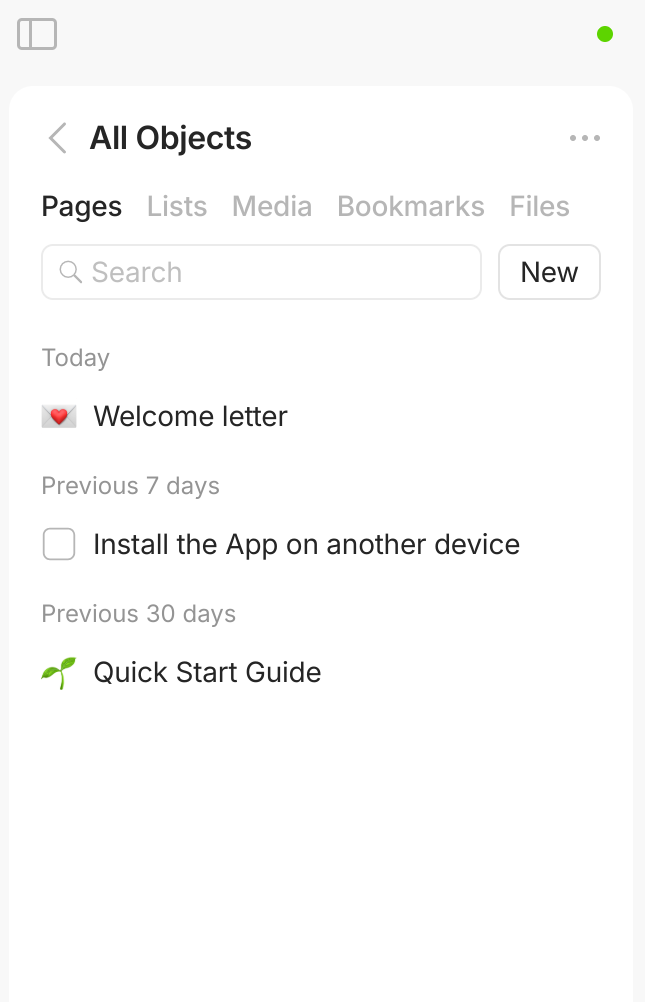 All Objects
Pages Lists Media Bookmarks Files
Search New
Today
Welcome letter
Previous 7 days
Install the App on another device
Previous 30 days
Quick Start Guide